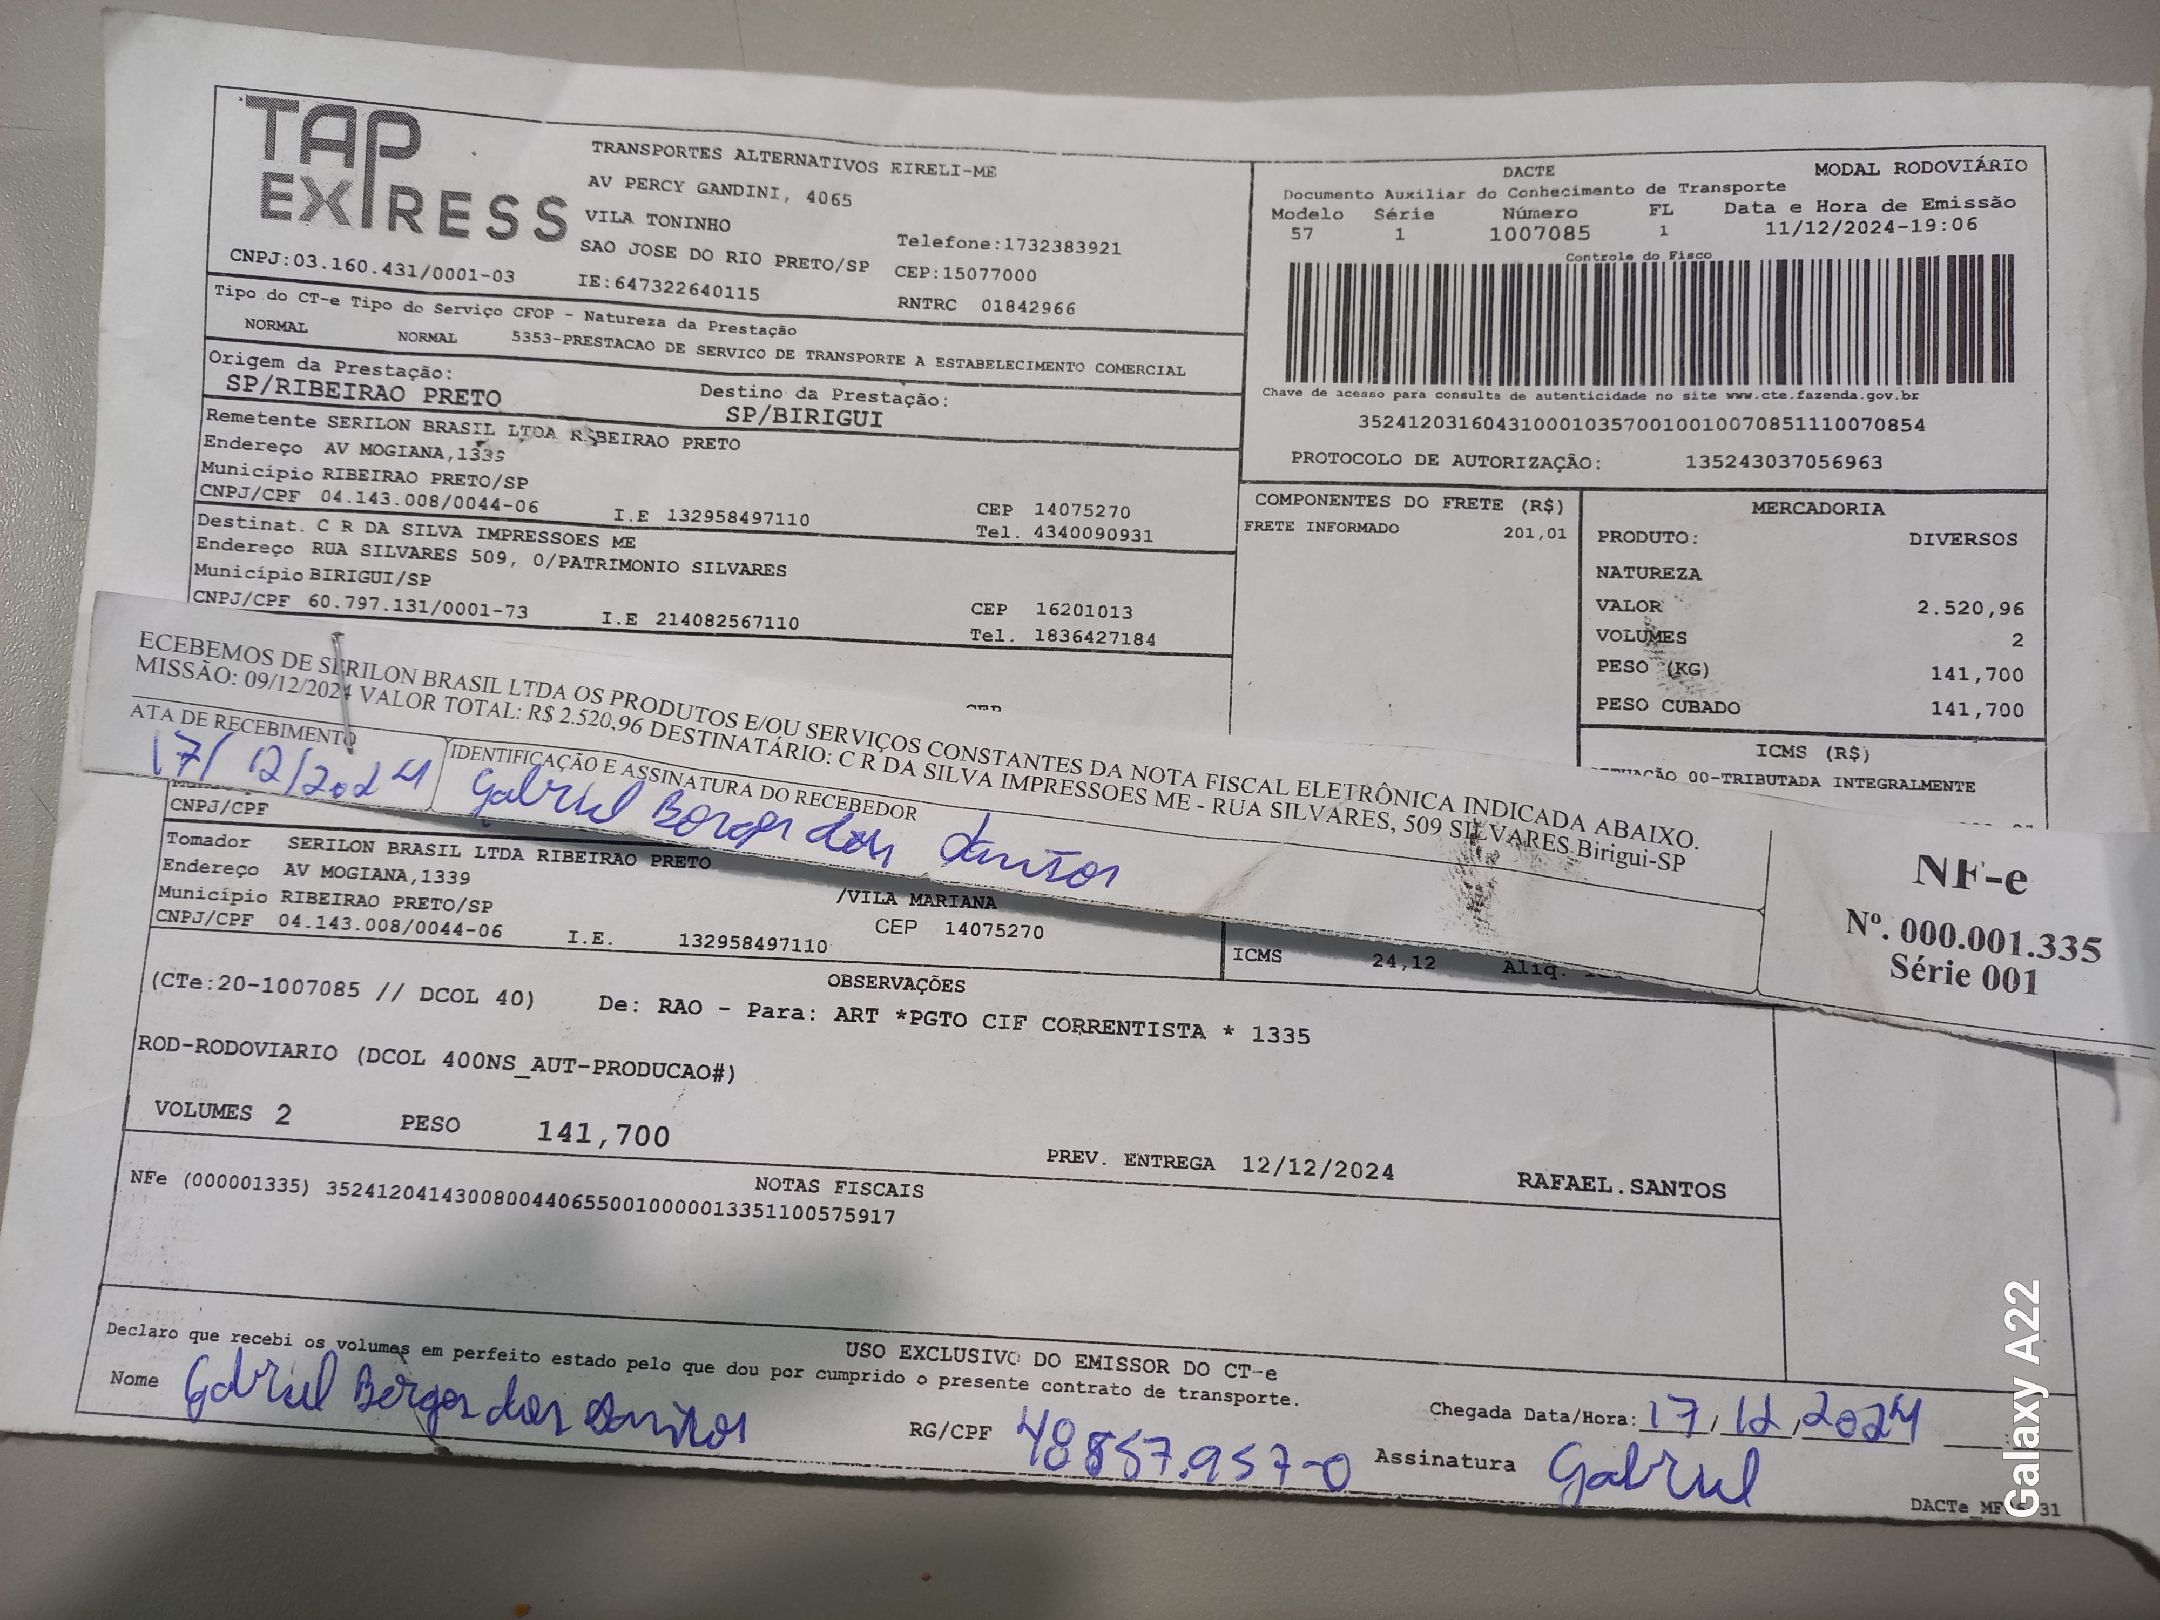 TAP
EXPRESS
TRANSPORTES ALTERNATIVOS EIRELI-ME
AV PERCY GANDINI, 4065
VILA TONINHO
SAO JOSE DO RIO PRETO/SP
Telefone:1732383921
CEP:15077000
CNPJ:03.160.431/0001-03
IE:647322640115
RNTRC 01842966
Tipo do CT-e Tipo do Serviço CFOP - Natureza da Prestação
NORMAL NORMAL 5353-PRESTACAO DE SERVICO DE TRANSPORTE A ESTABELECIMENTO COMERCIAL
Origem da Prestação:
SP/RIBEIRAO PRETO
Destino da Prestação:
SP/BIRIGUI
Remetente SERILON BRASIL LTDA RIBEIRAO PRETO
Endereço AV MOGIANA,1339
Município RIBEIRAO PRETO/SP
CEP 14075270
CNPJ/CPF 04.143.008/0044-06 I.E 132958497110 Tel. 4340090931
Destinat. C R DA SILVA IMPRESSOES ME
Endereço RUA SILVARES 509, 0/PATRIMONIO SILVARES
Município BIRIGUI/SP
CEP 16201013
CNPJ/CPF 60.797.131/0001-73 I.E 214082567110 Tel. 1836427184
DACTE
MODAL RODOVIÁRIO
Documento Auxiliar do Conhecimento de Transporte
Modelo Série Número FL Data e Hora de Emissão
57 1 1007085 1 11/12/2024-19:06
Controle do Fisco
Chave de acesso para consulta de autenticidade no site www.cte.fazenda.gov.br
35241203160431000103570010010070851110070854
PROTOCOLO DE AUTORIZAÇÃO: 135243037056963
COMPONENTES DO FRETE (R$)
FRETE INFORMADO 201,01
MERCADORIA
PRODUTO: DIVERSOS
NATUREZA
VALOR 2.520,96
VOLUMES 2
PESO (KG) 141,700
PESO CUBADO 141,700
ICMS (R$)
00-TRIBUTADA INTEGRALMENTE
ECEBEMOS DE SERILON BRASIL LTDA OS PRODUTOS E/OU SERVIÇOS CONSTANTES DA NOTA FISCAL ELETRÔNICA INDICADA ABAIXO.
MISSÃO: 09/12/2024 VALOR TOTAL: R$ 2.520,96 DESTINATÁRIO: C R DA SILVA IMPRESSOES ME - RUA SILVARES, 509 SILVARES Birigui-SP
ATA DE RECEBIMENTO
17/12/2024
IDENTIFICAÇÃO E ASSINATURA DO RECEBEDOR
Gabriel Borges dos Santos
NF-e
Nº. 000.001.335
Série 001
CNPJ/CPF
Tomador SERILON BRASIL LTDA RIBEIRAO PRETO
Endereço AV MOGIANA,1339 /VILA MARIANA
Município RIBEIRAO PRETO/SP CEP 14075270
CNPJ/CPF 04.143.008/0044-06 I.E. 132958497110
ICMS 24,12 Aliq.
OBSERVAÇÕES
(CTe:20-1007085 // DCOL 40) De: RAO - Para: ART *PGTO CIF CORRENTISTA * 1335
ROD-RODOVIARIO (DCOL 400NS_AUT-PRODUCAO#)
VOLUMES 2 PESO 141,700
PREV. ENTREGA 12/12/2024 RAFAEL.SANTOS
NOTAS FISCAIS
NFe (000001335) 35241204143008004406550010000013351100575917
USO EXCLUSIVO DO EMISSOR DO CT-e
Declaro que recebi os volumes em perfeito estado pelo que dou por cumprido o presente contrato de transporte.
Nome Gabriel Borges dos Santos
RG/CPF 48857.957-0
Chegada Data/Hora: 17/12/2024
Assinatura Gabriel
Galaxy A22